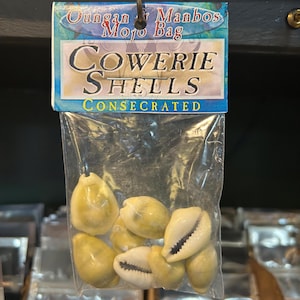 Oungan & Manbos
Mojo Bag
Cowerie
Shells
Consecrated